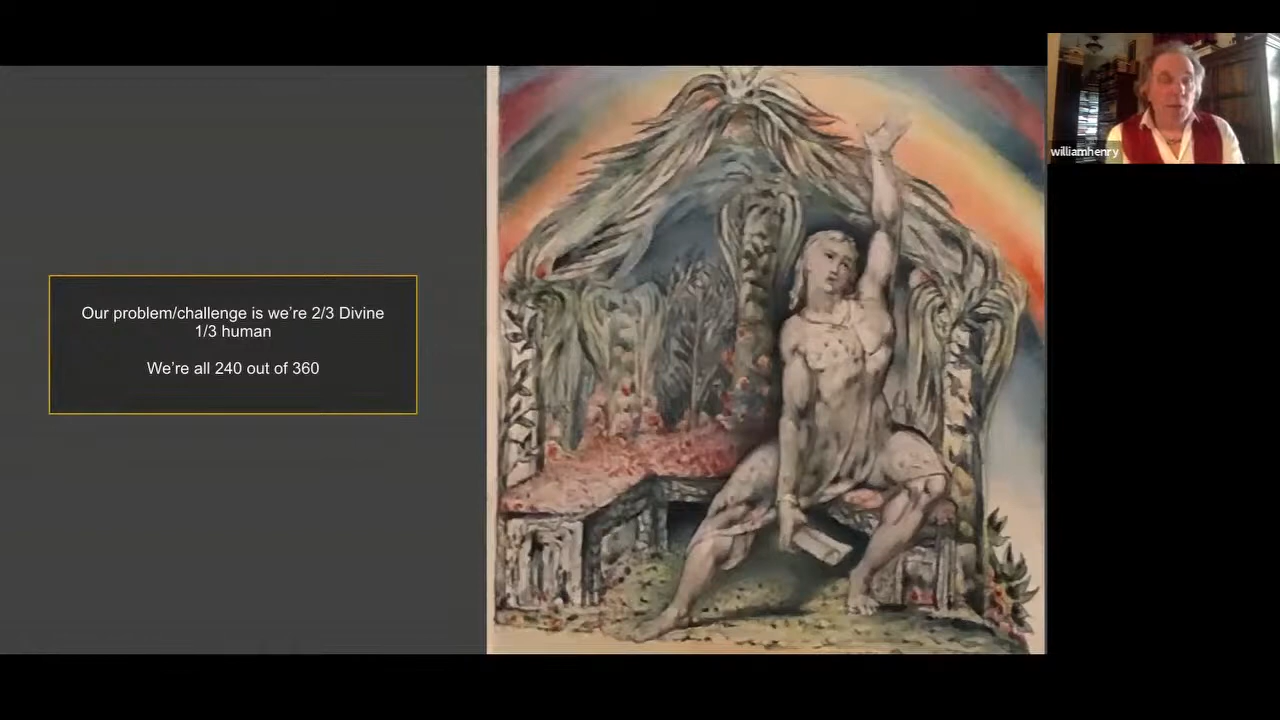 Our problem/challenge is we're 2/3 Divine
1/3 human
We're all 240 out of 360
williamhenry